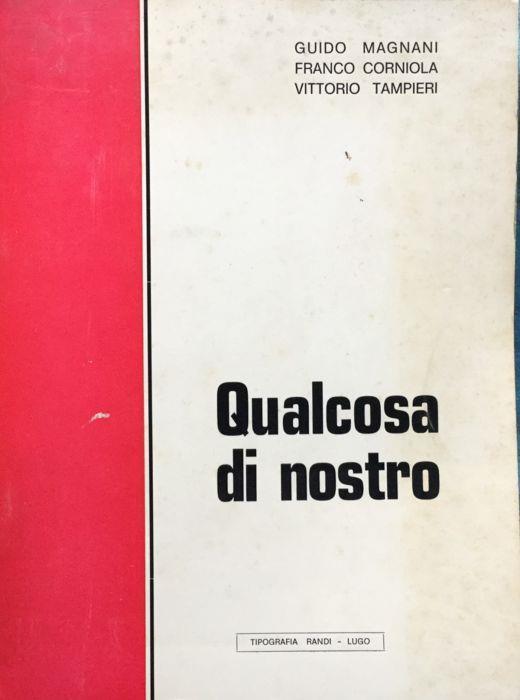 GUIDO MAGNANI
FRANCO CORNIOLA
VITTORIO TAMPIERI
Qualcosa
di nostro
TIPOGRAFIA RANDI - LUGO